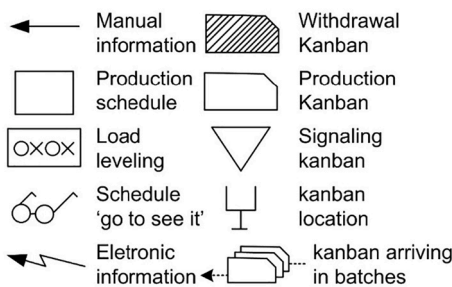 Manual
information
Withdrawal
Kanban
Production
schedule
Production
Kanban
OXOX
Load
leveling
Signaling
kanban
Schedule
'go to see it'
kanban
location
Eletronic
information
kanban arriving
in batches